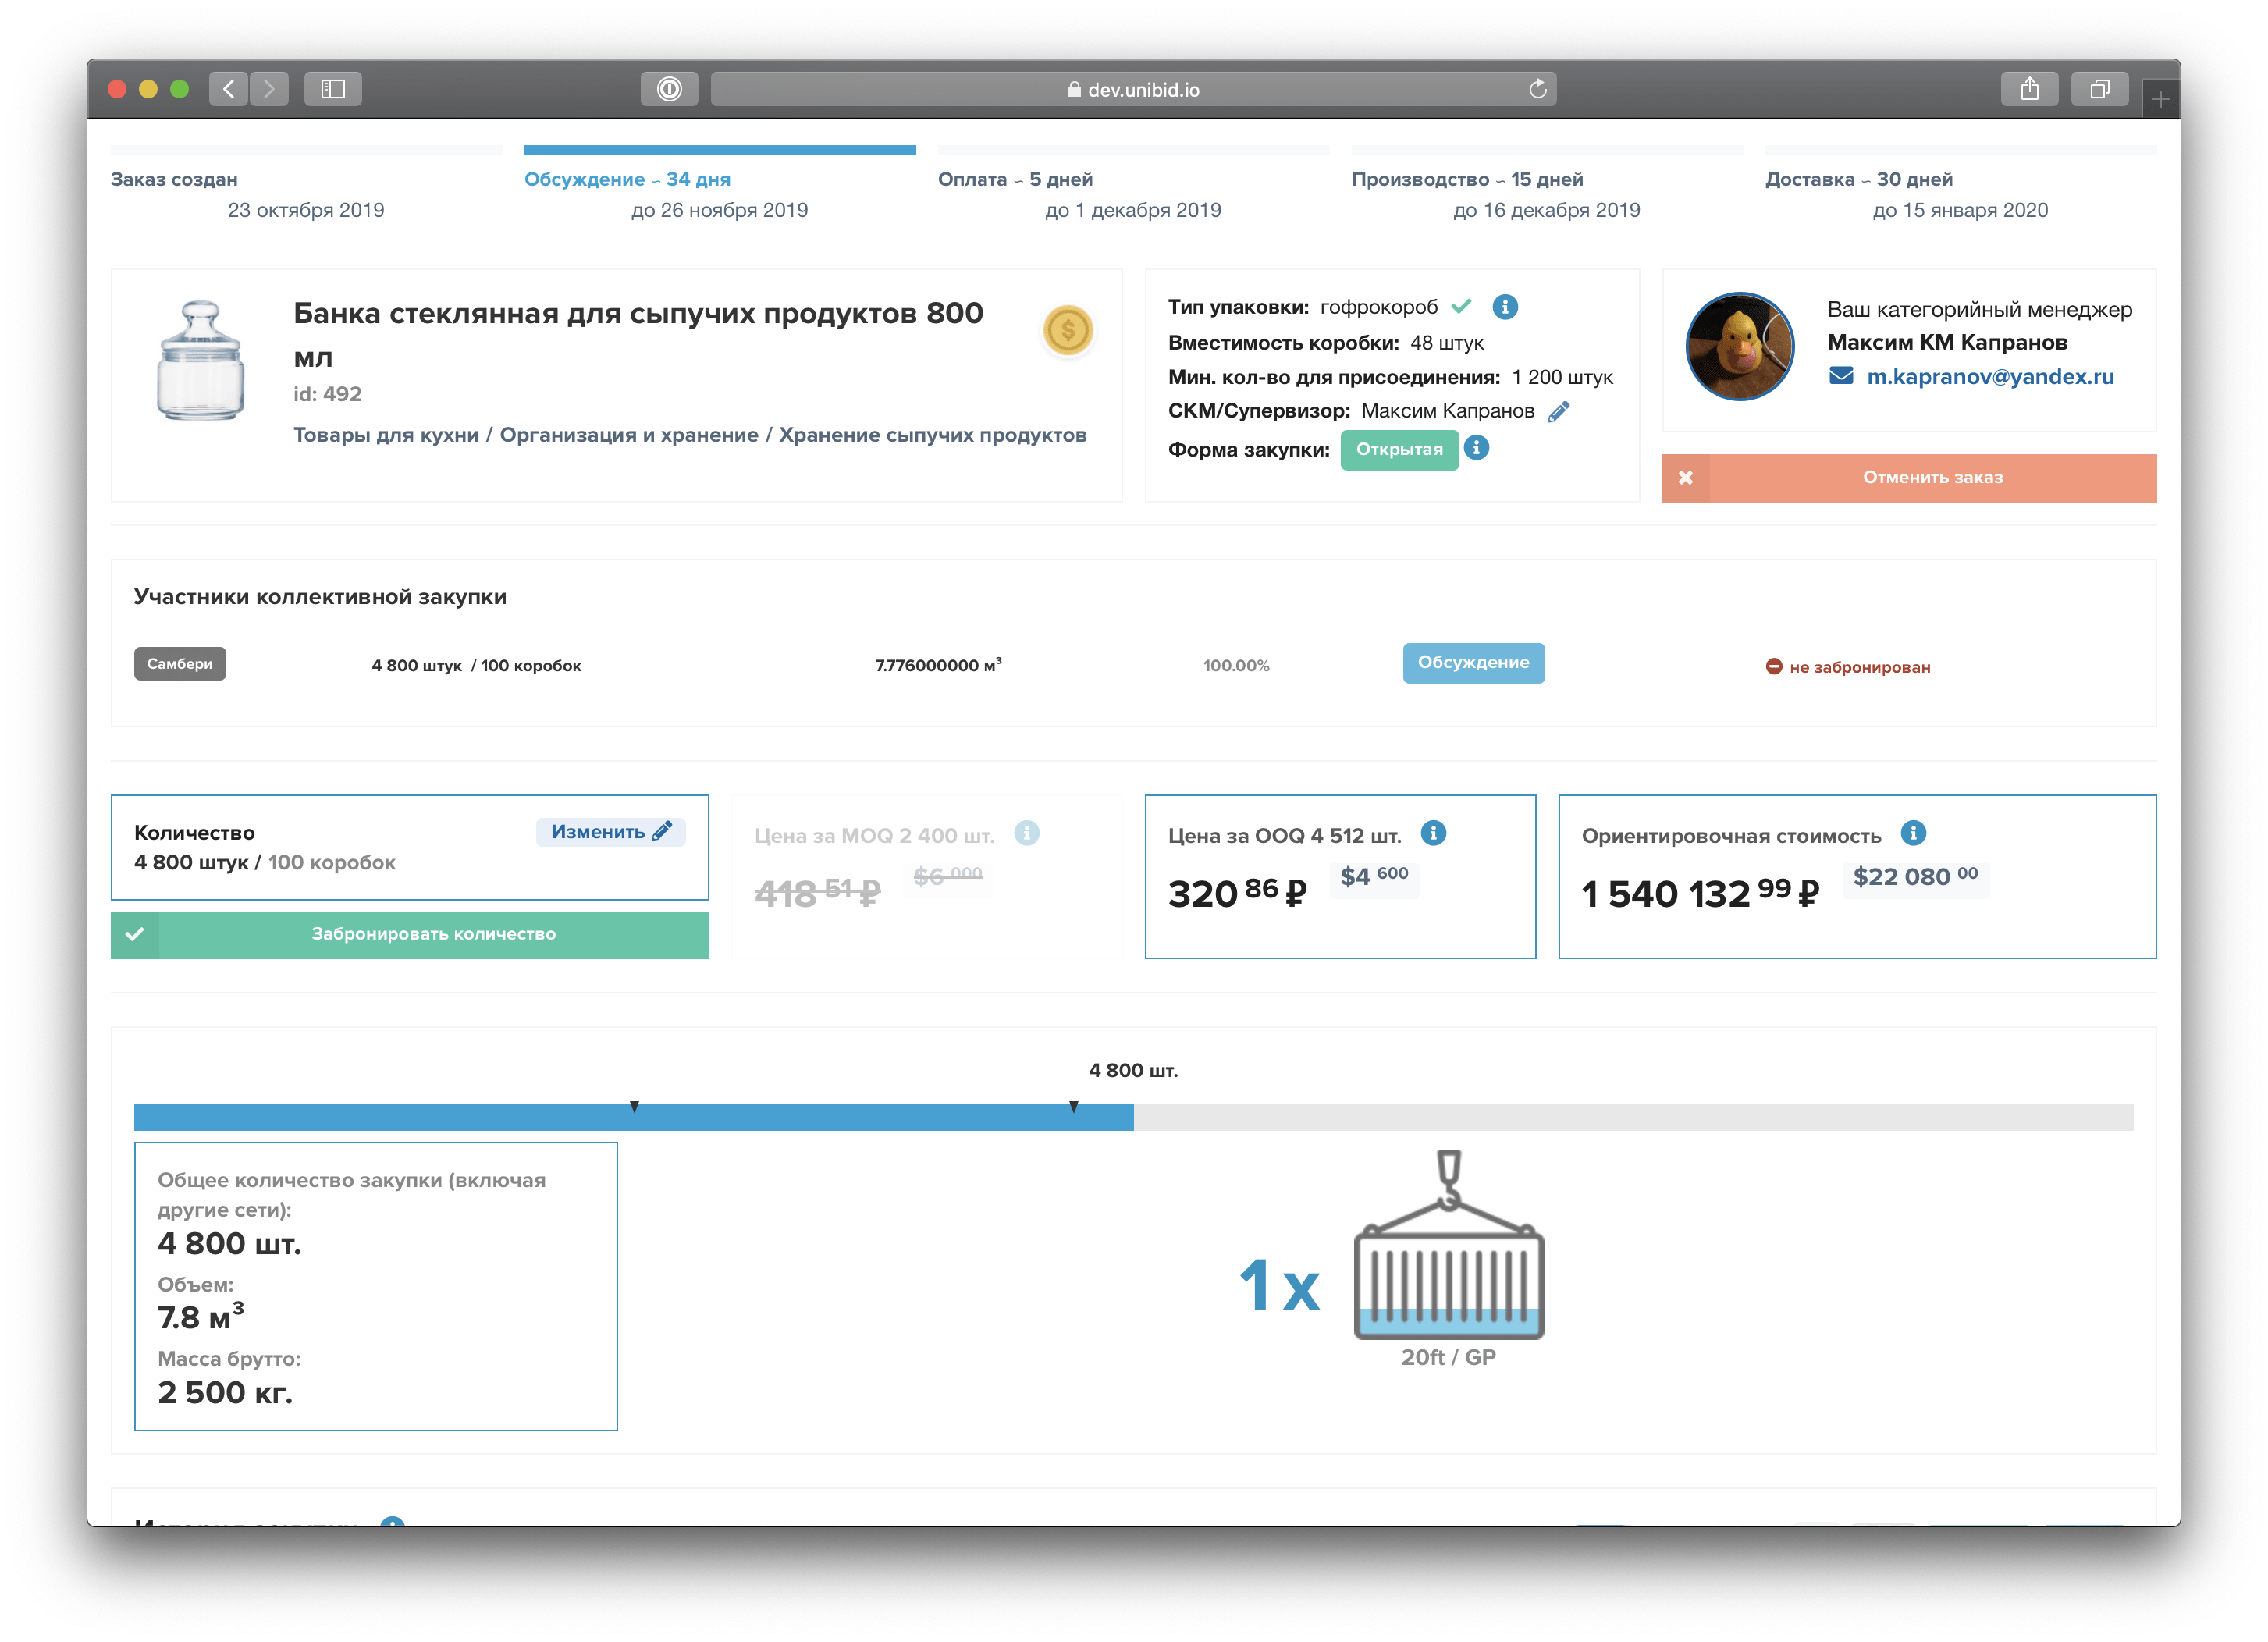 dev.unibid.io
Заказ создан
23 октября 2019
Обсуждение ~ 34 дня
до 26 ноября 2019
Оплата ~ 5 дней
до 1 декабря 2019
Производство ~ 15 дней
до 16 декабря 2019
Доставка ~ 30 дней
до 15 января 2020
Банка стеклянная для сыпучих продуктов 800
мл
id: 492
Товары для кухни / Организация и хранение / Хранение сыпучих продуктов
Тип упаковки: гофрокороб
Вместимость коробки: 48 штук
Мин. кол-во для присоединения: 1 200 штук
СКМ/Супервизор: Максим Капранов
Форма закупки: Открытая
Ваш категорийный менеджер
Максим КМ Капранов
m.kapranov@yandex.ru
Отменить заказ
Участники коллективной закупки
Самбери 4 800 штук / 100 коробок 7.776000000 м³ 100.00% Обсуждение не забронирован
Количество
Изменить
4 800 штук / 100 коробок
Забронировать количество
Цена за MOQ 2 400 шт.
418 51 ₽ $6 000
Цена за OOQ 4 512 шт.
320 86 ₽ $4 600
Ориентировочная стоимость
1 540 132 99 ₽ $22 080 00
4 800 шт.
Общее количество закупки (включая
другие сети):
4 800 шт.
Объем:
7.8 м³
Масса брутто:
2 500 кг.
1 x
20ft / GP
История закупки